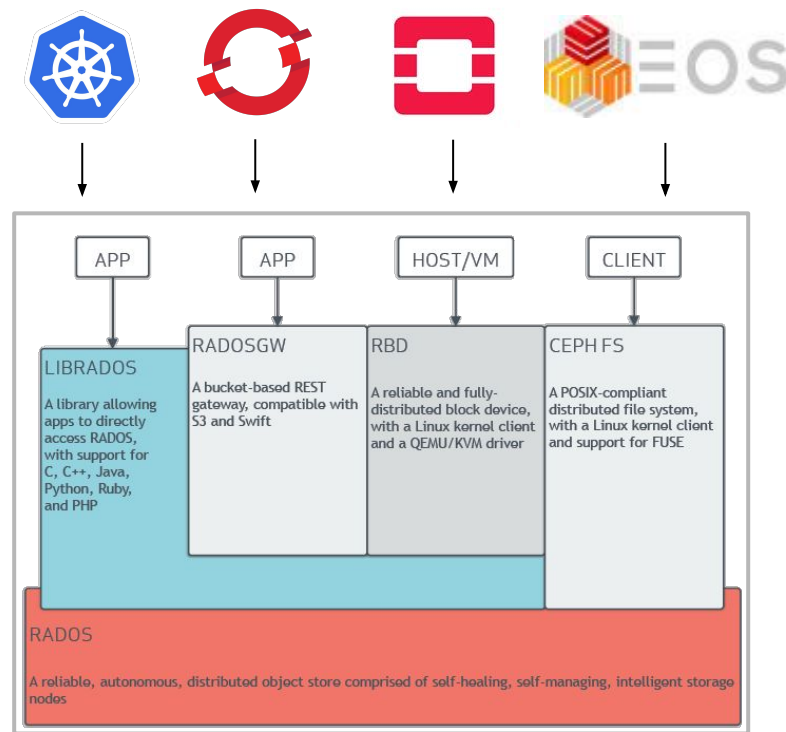 EOS
APP
APP
HOST/VM
CLIENT
LIBRADOS
A library allowing
apps to directly
access RADOS,
with support for
C, C++, Java,
Python, Ruby,
and PHP
RADOSGW
A bucket-based REST
gateway, compatible with
S3 and Swift
RBD
A reliable and fully-
distributed block device,
with a Linux kernel client
and a QEMU/KVM driver
CEPH FS
A POSIX-compliant
distributed file system,
with a Linux kernel client
and support for FUSE
RADOS
A reliable, autonomous, distributed object store comprised of self-healing, self-managing, intelligent storage
nodes